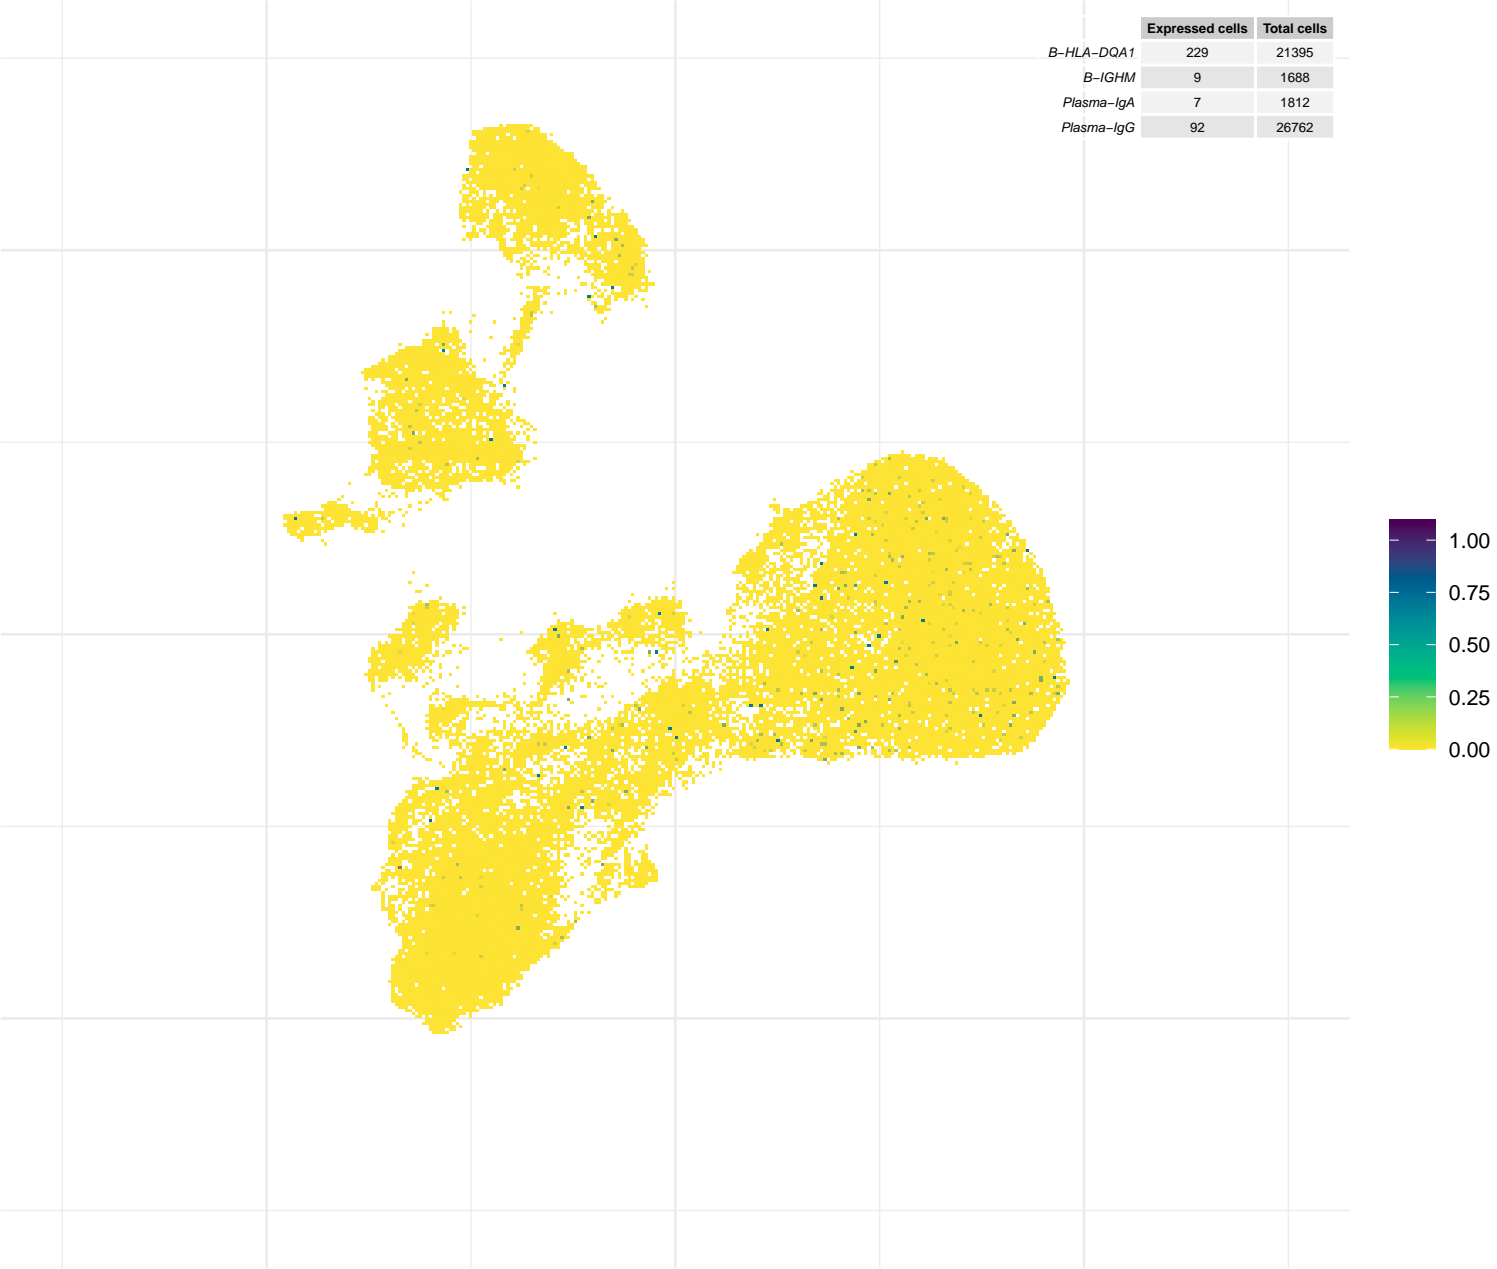 Expressed cells Total cells
B−HLA−DQA1 229 21395
B−IGHM 9 1688
Plasma−IgA 7 1812
Plasma−IgG 92 26762
1.00
0.75
0.50
0.25
0.00